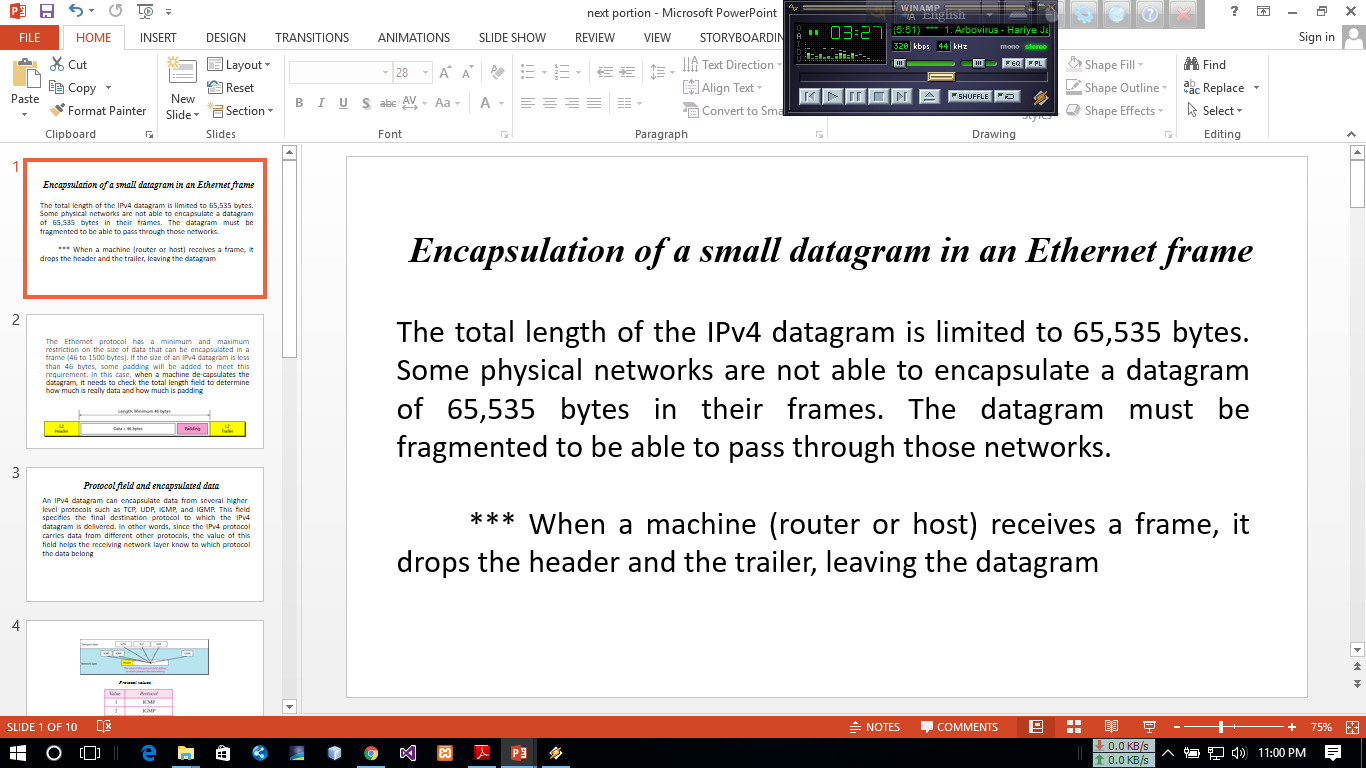 next portion - Microsoft PowerPoint
WINAMP
English
Sign in
FILE HOME INSERT DESIGN TRANSITIONS ANIMATIONS SLIDE SHOW REVIEW VIEW STORYBOARDING
03:27
(5:51) *** 1. Arbovirus - Hariye Ja
320 kbps 44 kHz mono stereo
EQ PL
SHUFFLE
Paste
Cut
Copy
Format Painter
Clipboard
New Slide
Layout
Reset
Section
Slides
28
B I U S abc AV Aa A
Font
Text Direction
Align Text
Convert to Sma
Paragraph
Shape Fill
Shape Outline
Shape Effects
Styles
Drawing
Find
Replace
Select
Editing
1
Encapsulation of a small datagram in an Ethernet frame
The total length of the IPv4 datagram is limited to 65,535 bytes.
Some physical networks are not able to encapsulate a datagram
of 65,535 bytes in their frames. The datagram must be
fragmented to be able to pass through those networks.
*** When a machine (router or host) receives a frame, it
drops the header and the trailer, leaving the datagram
2
The Ethernet protocol has a minimum and maximum
restriction on the size of data that can be encapsulated in a
frame (46 to 1500 bytes). If the size of an IPv4 datagram is less
than 46 bytes, some padding will be added to meet this
requirement. In this case, when a machine de-capsulates the
datagram, it needs to check the total length field to determine
how much is really data and how much is padding
Length: Minimum 46 bytes
L2 Header
Data < 46 bytes
Padding
L2 Trailer
3
Protocol field and encapsulated data
An IPv4 datagram can encapsulate data from several higher-
level protocols such as TCP, UDP, ICMP, and IGMP. This field
specifies the final destination protocol to which the IPv4
datagram is delivered. In other words, since the IPv4 protocol
carries data from different other protocols, the value of this
field helps the receiving network layer know to which protocol
the data belong
4
Protocol values
Value Protocol
1 ICMP
2 IGMP
Encapsulation of a small datagram in an Ethernet frame
The total length of the IPv4 datagram is limited to 65,535 bytes.
Some physical networks are not able to encapsulate a datagram
of 65,535 bytes in their frames. The datagram must be
fragmented to be able to pass through those networks.
*** When a machine (router or host) receives a frame, it
drops the header and the trailer, leaving the datagram
SLIDE 1 OF 10
NOTES
COMMENTS
75%
0.0 KB/s
0.0 KB/s
11:00 PM